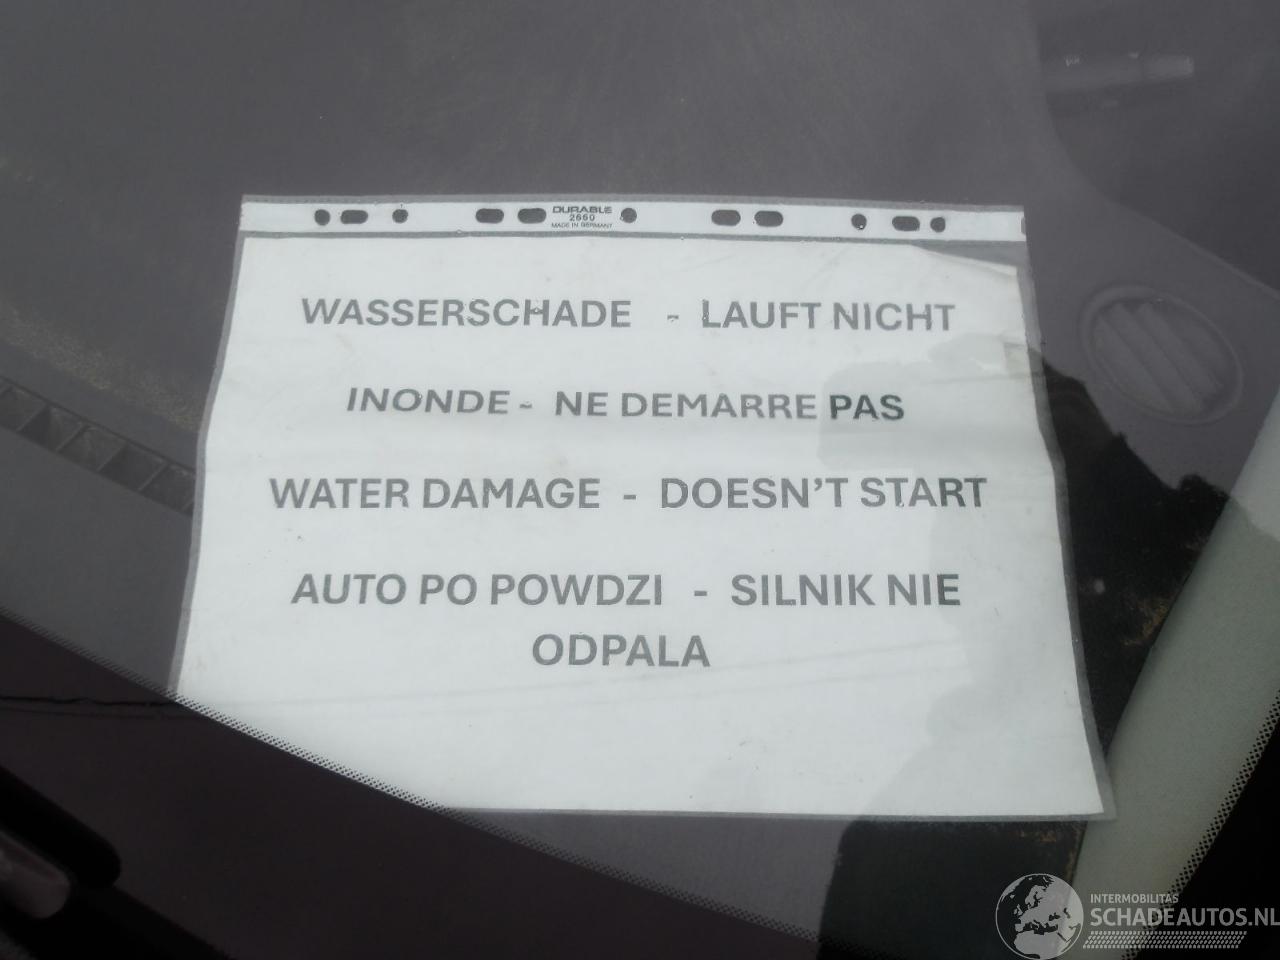 DURABLE
2660
MADE IN GERMANY
WASSERSCHADE - LAUFT NICHT
INONDE - NE DEMARRE PAS
WATER DAMAGE - DOESN'T START
AUTO PO POWDZI - SILNIK NIE
ODPALA
INTERMOBILITAS
SCHADEAUTOS.NL